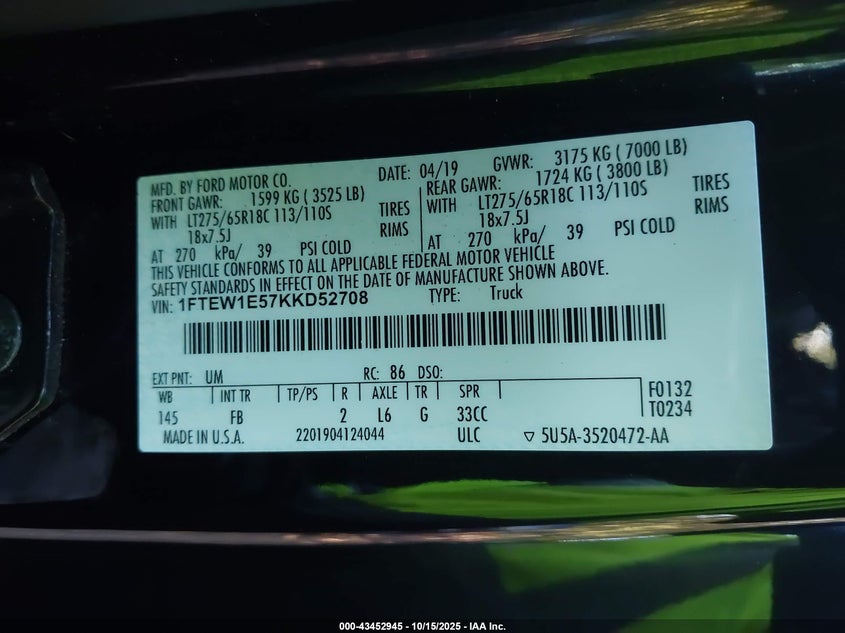 MFD. BY FORD MOTOR CO. DATE: 04/19 GVWR: 3175 KG ( 7000 LB)
FRONT GAWR: 1599 KG ( 3525 LB) REAR GAWR: 1724 KG ( 3800 LB)
WITH LT275/65R18C 113/110S TIRES WITH LT275/65R18C 113/110S TIRES
18x7.5J RIMS 18x7.5J RIMS
AT 270 kPa/ 39 PSI COLD AT 270 kPa/ 39 PSI COLD
THIS VEHICLE CONFORMS TO ALL APPLICABLE FEDERAL MOTOR VEHICLE
SAFETY STANDARDS IN EFFECT ON THE DATE OF MANUFACTURE SHOWN ABOVE.
VIN: 1FTEW1E57KKD52708 TYPE: Truck
EXT PNT: UM RC: 86 DSO:
WB INT TR TP/PS R AXLE TR SPR F0132
145 FB 2 L6 G 33CC T0234
MADE IN U.S.A. 2201904124044 ULC ▽ 5U5A-3520472-AA
000-43452945 - 10/15/2025 - IAA Inc.